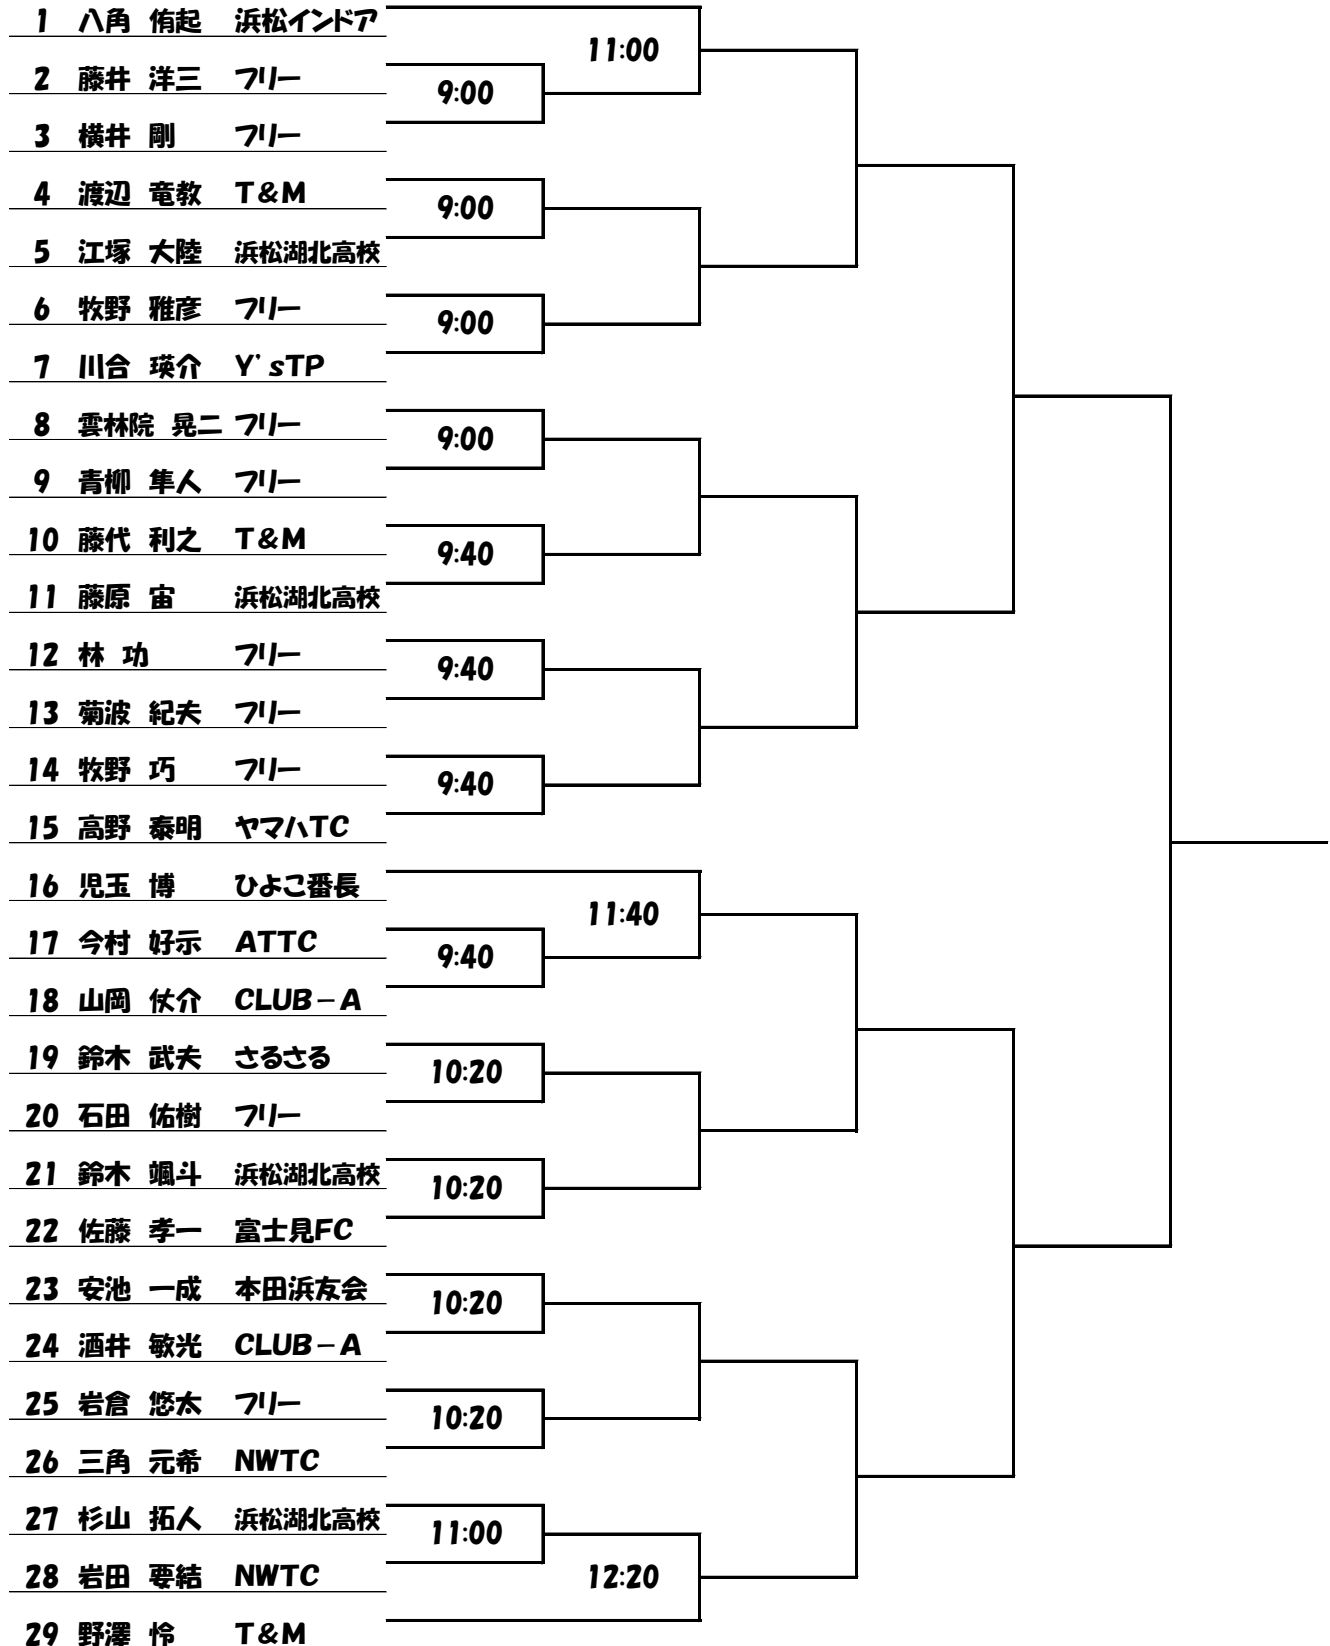 1 八角 侑起 浜松インドア
11:00
2 藤井 洋三 フリー
9:00
3 横井 剛 フリー
4 渡辺 竜教 T&M
9:00
5 江塚 大陸 浜松湖北高校
6 牧野 雅彦 フリー
9:00
7 川合 瑛介 Y'sTP
8 雲林院 晃二 フリー
9:00
9 青柳 隼人 フリー
10 藤代 利之 T&M
9:40
11 藤原 宙 浜松湖北高校
12 林 功 フリー
9:40
13 菊波 紀夫 フリー
14 牧野 巧 フリー
9:40
15 高野 泰明 ヤマハTC
16 児玉 博 ひよこ番長
11:40
17 今村 好示 ATTC
9:40
18 山岡 仗介 CLUB-A
19 鈴木 武夫 さるさる
10:20
20 石田 佑樹 フリー
21 鈴木 颯斗 浜松湖北高校
10:20
22 佐藤 孝一 富士見FC
23 安池 一成 本田浜友会
10:20
24 酒井 敏光 CLUB-A
25 岩倉 悠太 フリー
10:20
26 三角 元希 NWTC
27 杉山 拓人 浜松湖北高校
11:00
28 岩田 要結 NWTC
12:20
29 野澤 怜 T&M